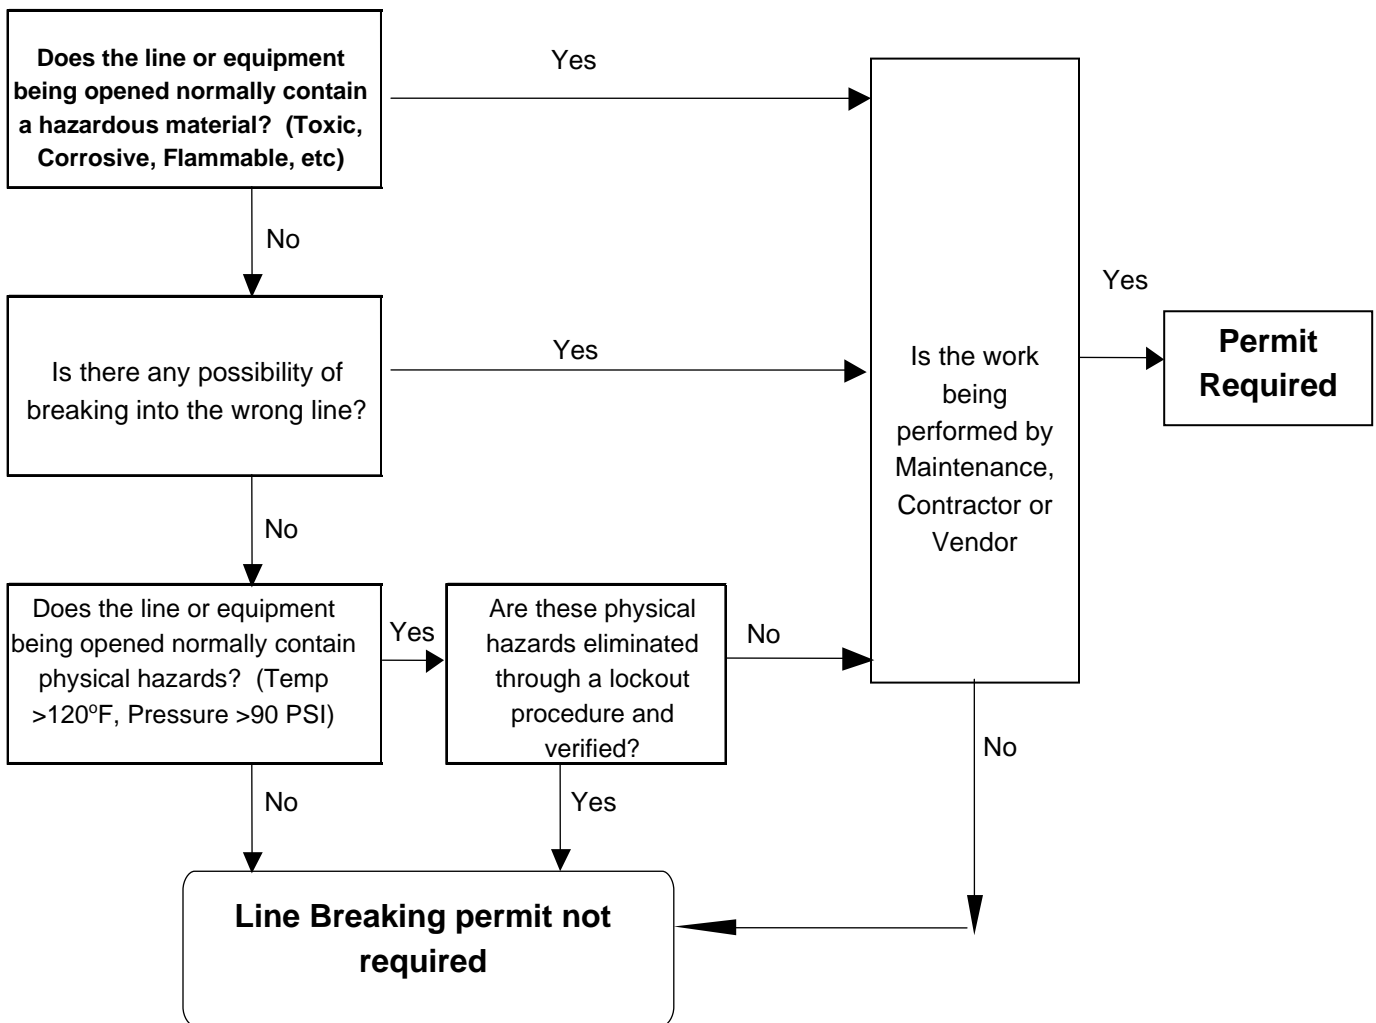 Does the line or equipment
being opened normally contain
a hazardous material?  (Toxic,
Corrosive, Flammable, etc)
Yes
No
Is there any possibility of
breaking into the wrong line?
Yes
No
Does the line or equipment
being opened normally contain
physical hazards?  (Temp
>120°F, Pressure >90 PSI)
Yes
Are these physical
hazards eliminated
through a lockout
procedure and
verified?
No
Is the work
being
performed by
Maintenance,
Contractor or
Vendor
Yes
Permit
Required
No
No
Yes
Line Breaking permit not
required